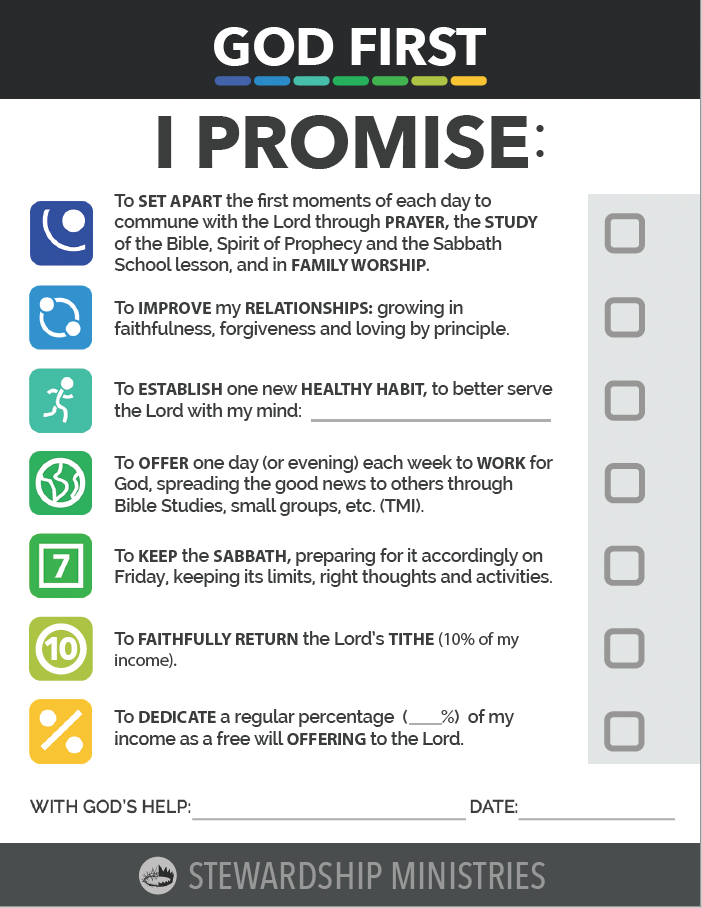 GOD FIRST
I PROMISE:
To SET APART the first moments of each day to
commune with the Lord through PRAYER, the STUDY
of the Bible, Spirit of Prophecy and the Sabbath
School lesson, and in FAMILY WORSHIP.
To IMPROVE my RELATIONSHIPS: growing in
faithfulness, forgiveness and loving by principle.
To ESTABLISH one new HEALTHY HABIT, to better serve
the Lord with my mind: ____________________
To OFFER one day (or evening) each week to WORK for
God, spreading the good news to others through
Bible Studies, small groups, etc. (TMI).
7
To KEEP the SABBATH, preparing for it accordingly on
Friday, keeping its limits, right thoughts and activities.
10
To FAITHFULLY RETURN the Lord's TITHE (10% of my
income).
%
To DEDICATE a regular percentage (___%) of my
income as a free will OFFERING to the Lord.
WITH GOD'S HELP:____________________ DATE:____________
STEWARDSHIP MINISTRIES